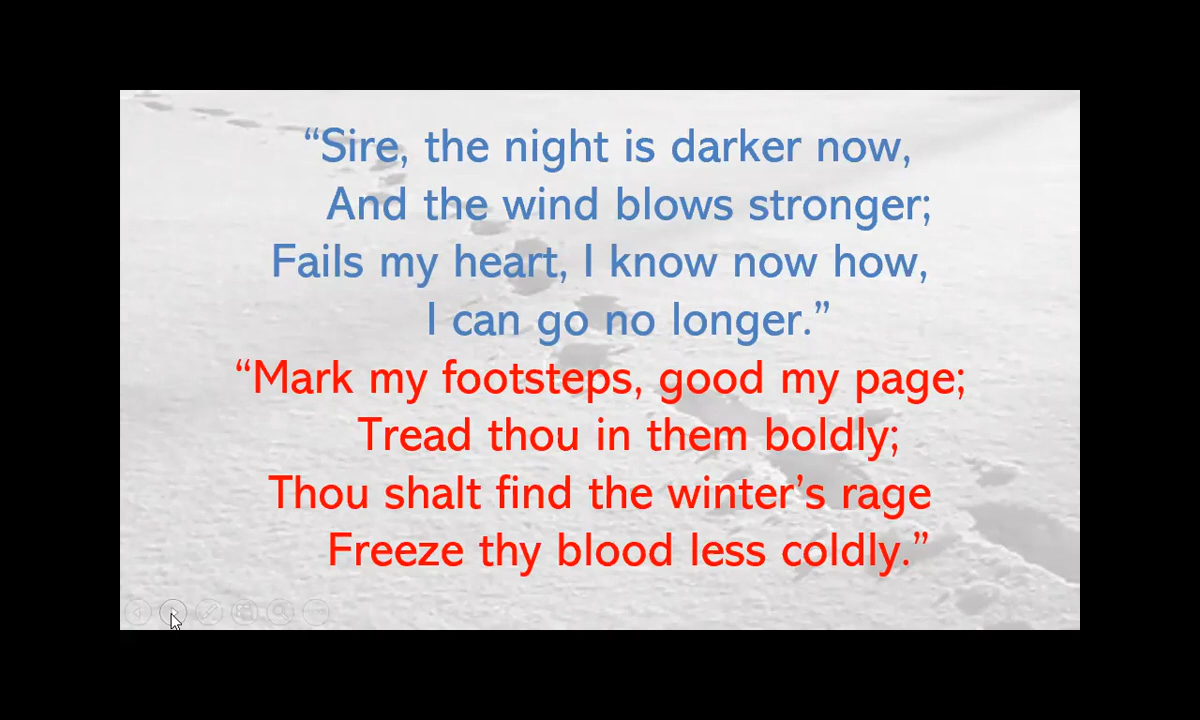 “Sire, the night is darker now,
And the wind blows stronger;
Fails my heart, I know now how,
I can go no longer.”
“Mark my footsteps, good my page;
Tread thou in them boldly;
Thou shalt find the winter’s rage
Freeze thy blood less coldly.”